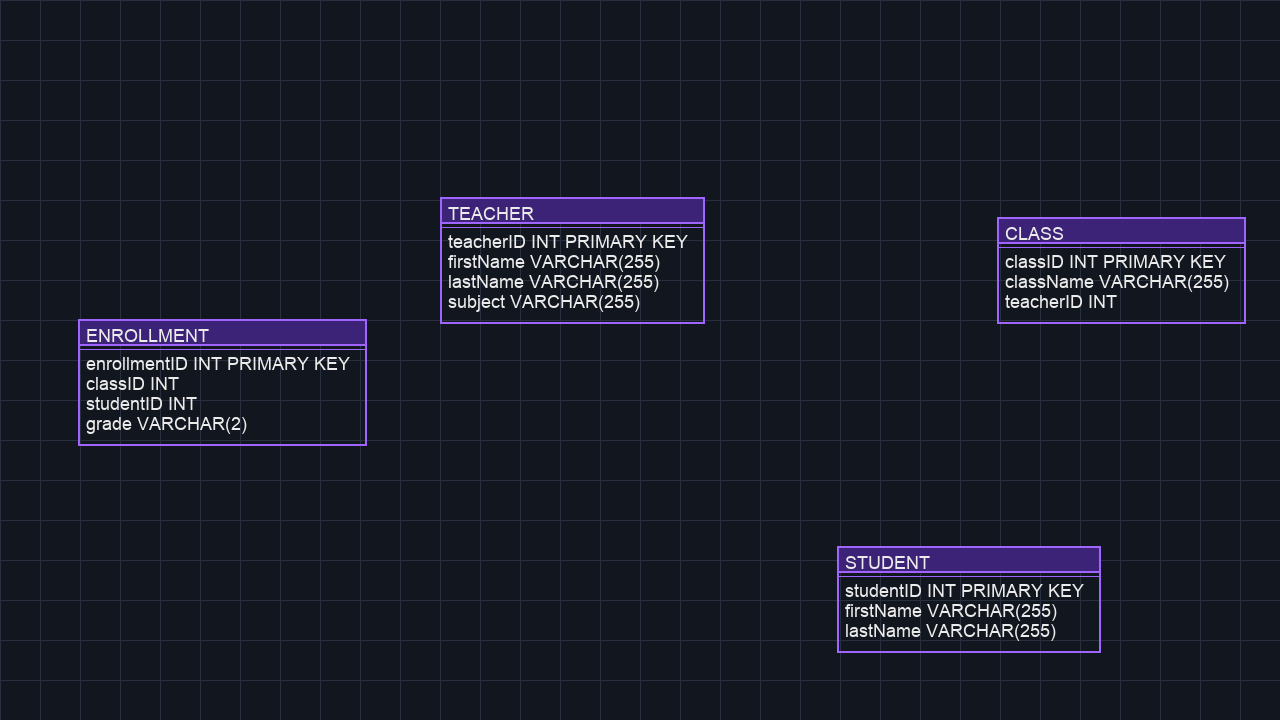 TEACHER
teacherID INT PRIMARY KEY
firstName VARCHAR(255)
lastName VARCHAR(255)
subject VARCHAR(255)
CLASS
classID INT PRIMARY KEY
className VARCHAR(255)
teacherID INT
ENROLLMENT
enrollmentID INT PRIMARY KEY
classID INT
studentID INT
grade VARCHAR(2)
STUDENT
studentID INT PRIMARY KEY
firstName VARCHAR(255)
lastName VARCHAR(255)